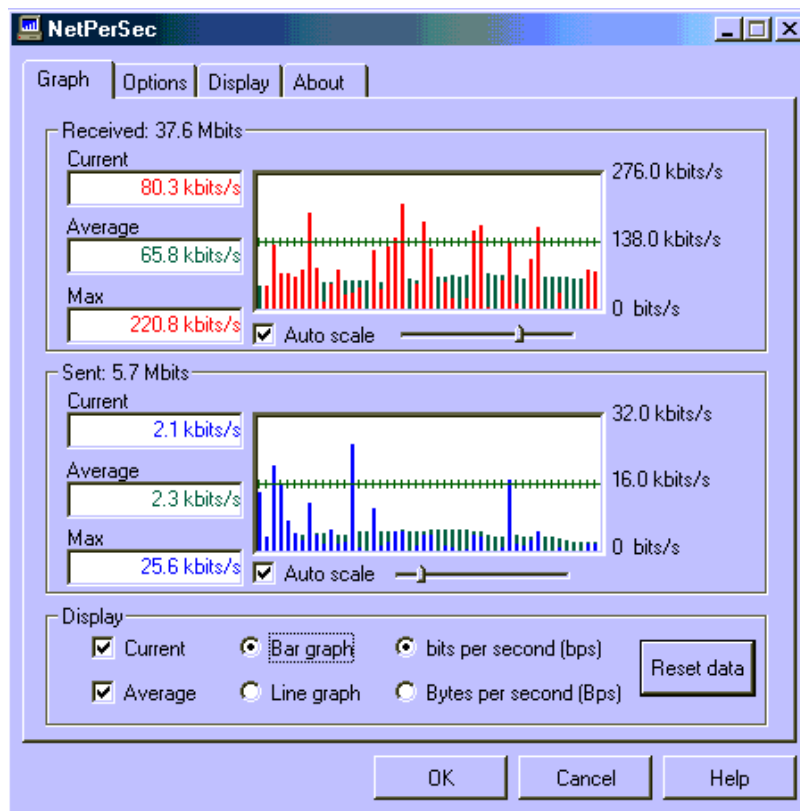 NetPerSec
Graph Options Display About
Received: 37.6 Mbits
Current
80.3 kbits/s
Average
65.8 kbits/s
Max
220.8 kbits/s
276.0 kbits/s
138.0 kbits/s
0 bits/s
Auto scale
Sent: 5.7 Mbits
Current
2.1 kbits/s
Average
2.3 kbits/s
Max
25.6 kbits/s
32.0 kbits/s
16.0 kbits/s
0 bits/s
Auto scale
Display
Current Bar graph bits per second (bps)
Average Line graph Bytes per second (Bps)
Reset data
OK Cancel Help